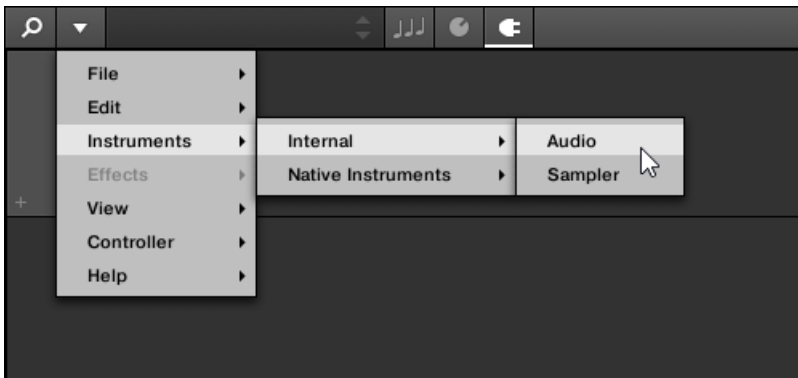 File
Edit
Instruments
Effects
View
Controller
Help
Internal
Native Instruments
Audio
Sampler
+